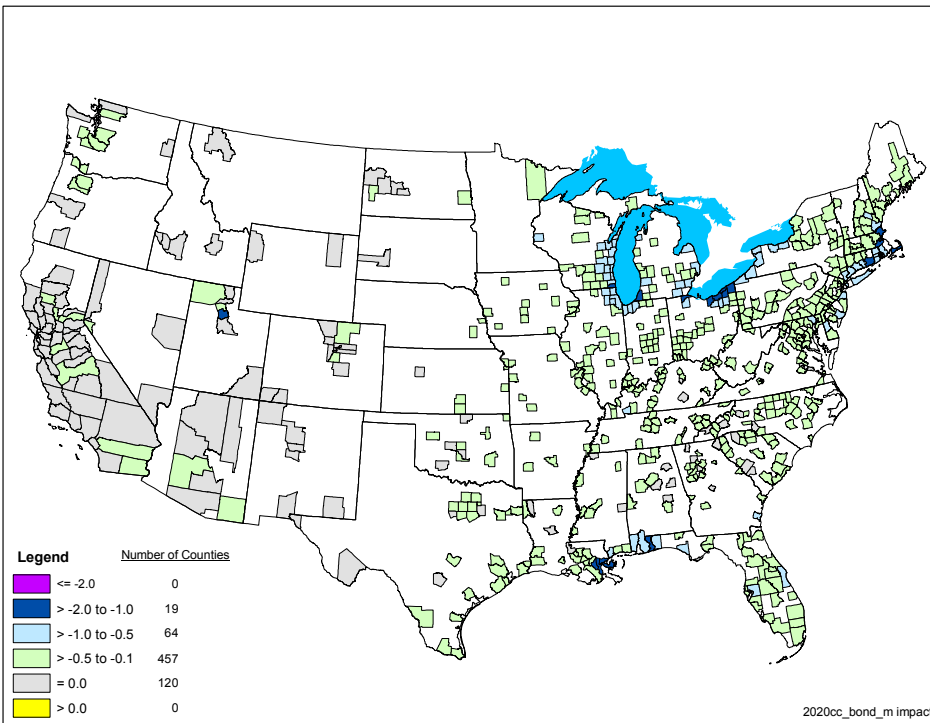 Legend Number of Counties
<= -2.0 0
> -2.0 to -1.0 19
> -1.0 to -0.5 64
> -0.5 to -0.1 457
= 0.0 120
> 0.0 0
2020cc_bond_m impact